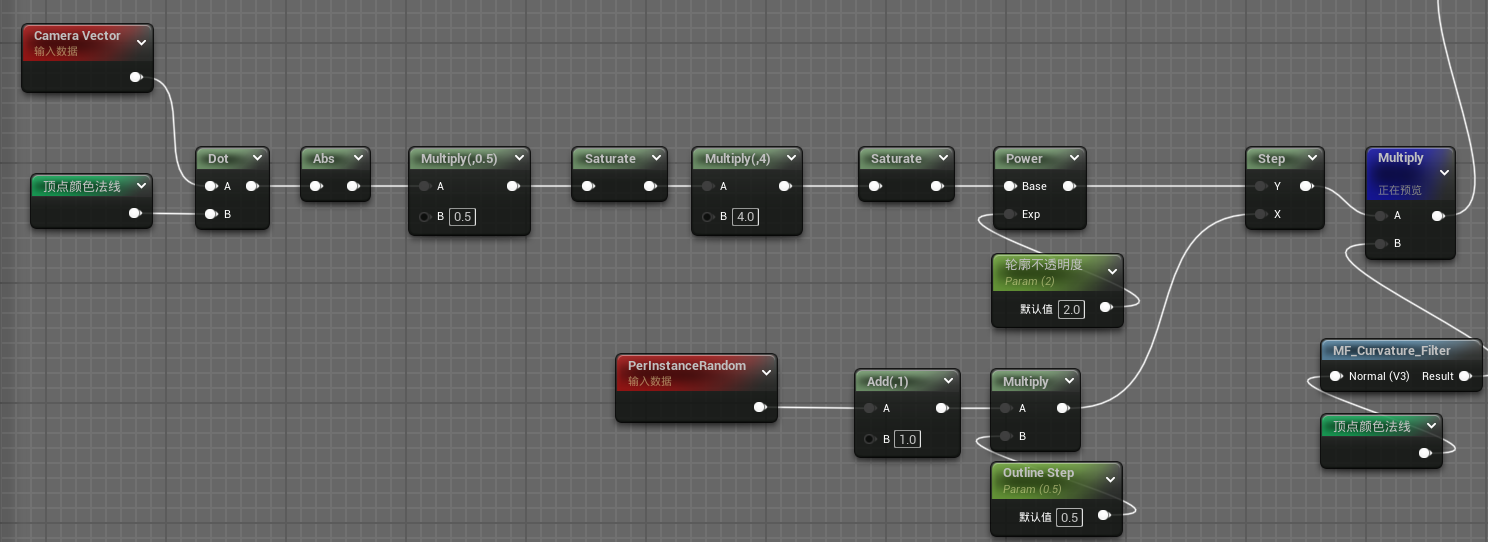 Camera Vector
输入数据
顶点颜色法线
Dot
A
B
Abs
Multiply(,0.5)
A
B 0.5
Saturate
Multiply(,4)
A
B 4.0
Saturate
Power
Base
Exp
轮廓不透明度
Param (2)
默认值 2.0
Step
Y
X
Multiply
正在预览
A
B
PerInstanceRandom
输入数据
Add(,1)
A
B 1.0
Multiply
A
B
Outline Step
Param (0.5)
默认值 0.5
MF_Curvature_Filter
Normal (V3) Result
顶点颜色法线